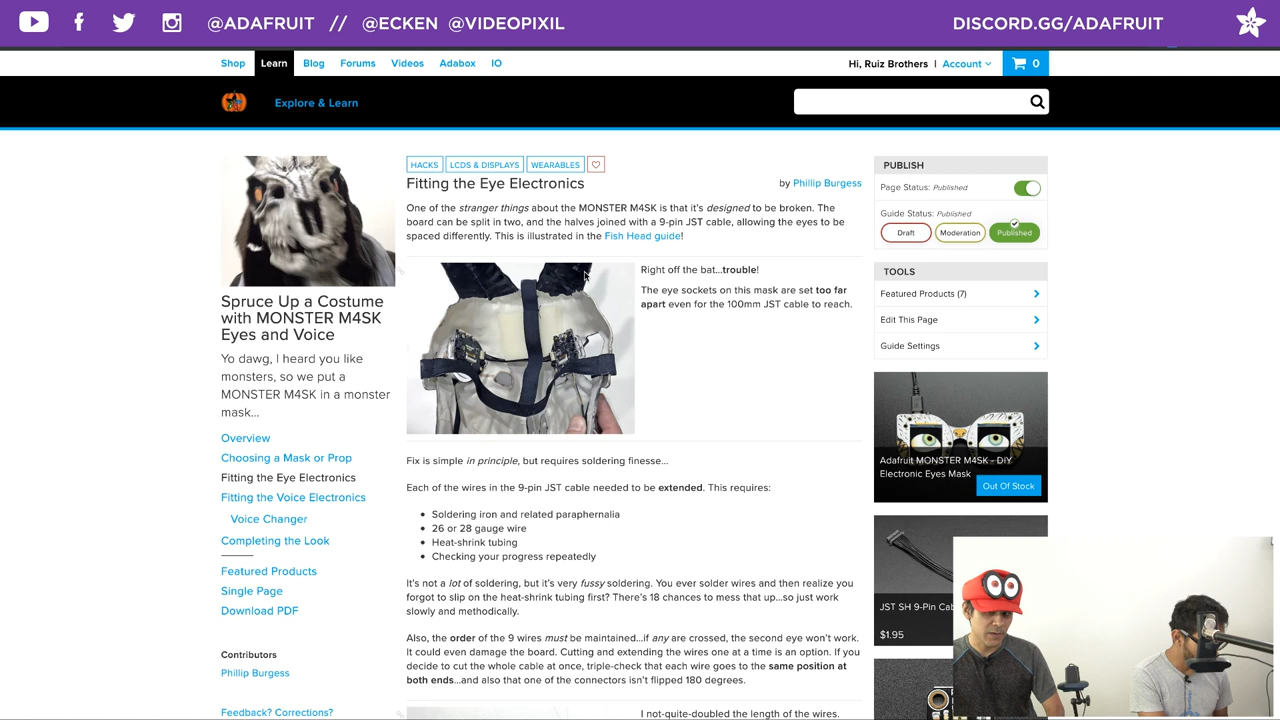 @ADAFRUIT // @ECKEN @VIDEOPIXIL
DISCORD.GG/ADAFRUIT
Shop Learn Blog Forums Videos Adabox IO
Hi, Ruiz Brothers | Account 0
Explore & Learn
Spruce Up a Costume
with MONSTER M4SK
Eyes and Voice
Yo dawg, I heard you like
monsters, so we put a
MONSTER M4SK in a monster
mask...
Overview
Choosing a Mask or Prop
Fitting the Eye Electronics
Fitting the Voice Electronics
Voice Changer
Completing the Look
Featured Products
Single Page
Download PDF
Contributors
Phillip Burgess
Feedback? Corrections?
HACKS LCDS & DISPLAYS WEARABLES
Fitting the Eye Electronics
by Phillip Burgess
One of the stranger things about the MONSTER M4SK is that it's designed to be broken. The
board can be split in two, and the halves joined with a 9-pin JST cable, allowing the eyes to be
spaced differently. This is illustrated in the Fish Head guide!
Right off the bat...trouble!
The eye sockets on this mask are set too far
apart even for the 100mm JST cable to reach.
Fix is simple in principle, but requires soldering finesse...
Each of the wires in the 9-pin JST cable needed to be extended. This requires:
• Soldering iron and related paraphernalia
• 26 or 28 gauge wire
• Heat-shrink tubing
• Checking your progress repeatedly
It's not a lot of soldering, but it's very fussy soldering. You ever solder wires and then realize you
forgot to slip on the heat-shrink tubing first? There's 18 chances to mess that up...so just work
slowly and methodically.
Also, the order of the 9 wires must be maintained...if any are crossed, the second eye won't work.
It could even damage the board. Cutting and extending the wires one at a time is an option. If you
decide to cut the whole cable at once, triple-check that each wire goes to the same position at
both ends...and also that one of the connectors isn't flipped 180 degrees.
I not-quite-doubled the length of the wires.
PUBLISH
Page Status: Published
Guide Status: Published
Draft Moderation Published
TOOLS
Featured Products (7)
Edit This Page
Guide Settings
Adafruit MONSTER M4SK - DIY
Electronic Eyes Mask
Out Of Stock
JST SH 9-Pin Cab
$1.95